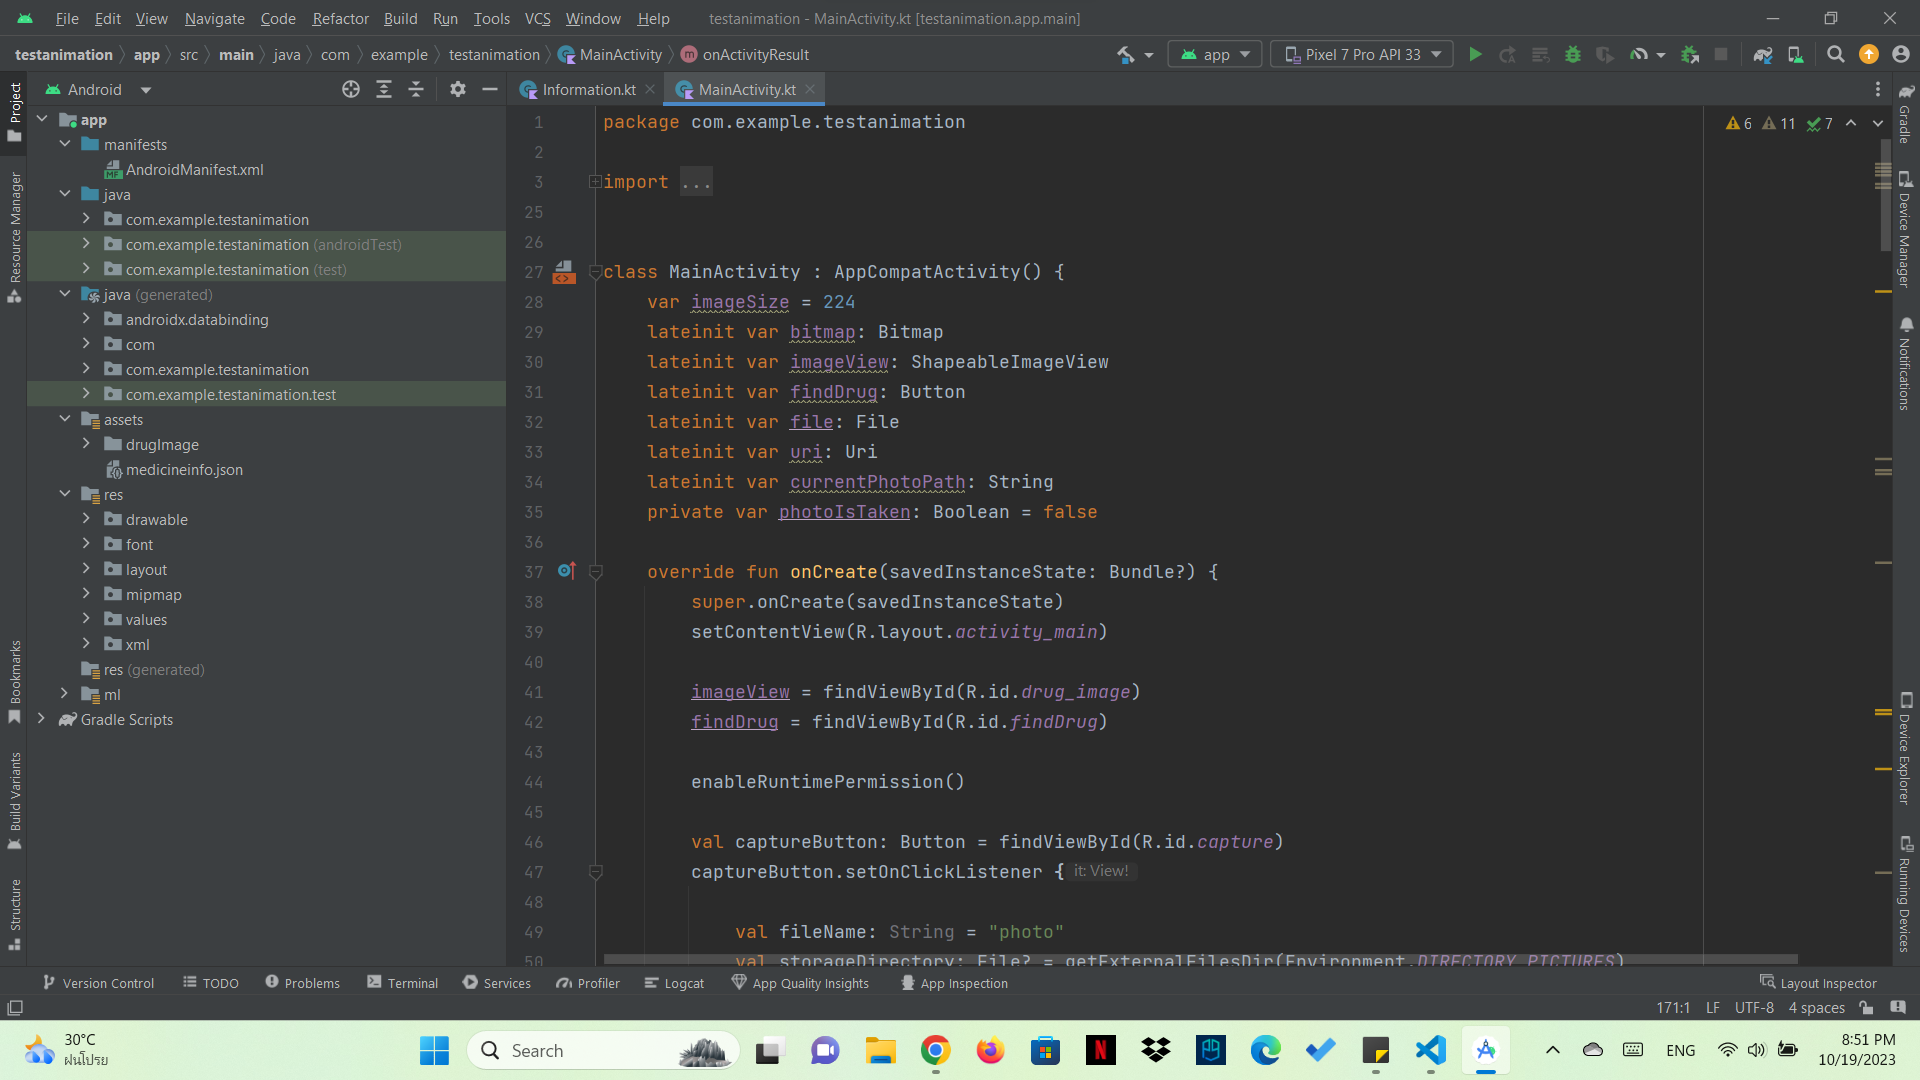 File Edit View Navigate Code Refactor Build Run Tools VCS Window Help testanimation - MainActivity.kt [testanimation.app.main]
testanimation app src main java com example testanimation MainActivity onActivityResult app Pixel 7 Pro API 33
Project
Resource Manager
Bookmarks
Build Variants
Structure
Android
app
manifests
AndroidManifest.xml
java
com.example.testanimation
com.example.testanimation (androidTest)
com.example.testanimation (test)
java (generated)
androidx.databinding
com
com.example.testanimation
com.example.testanimation.test
assets
drugImage
medicineinfo.json
res
drawable
font
layout
mipmap
values
xml
res (generated)
ml
Gradle Scripts
Information.kt MainActivity.kt
6 11 7
1 package com.example.testanimation
2
3 import ...
25
26
27 class MainActivity : AppCompatActivity() {
28 var imageSize = 224
29 lateinit var bitmap: Bitmap
30 lateinit var imageView: ShapeableImageView
31 lateinit var findDrug: Button
32 lateinit var file: File
33 lateinit var uri: Uri
34 lateinit var currentPhotoPath: String
35 private var photoIsTaken: Boolean = false
36
37 override fun onCreate(savedInstanceState: Bundle?) {
38 super.onCreate(savedInstanceState)
39 setContentView(R.layout.activity_main)
40
41 imageView = findViewById(R.id.drug_image)
42 findDrug = findViewById(R.id.findDrug)
43
44 enableRuntimePermission()
45
46 val captureButton: Button = findViewById(R.id.capture)
47 captureButton.setOnClickListener { it: View!
48
49 val fileName: String = "photo"
50 val storageDirectory: File? = getExternalFilesDir(Environment.DIRECTORY_PICTURES)
Gradle
Device Manager
Notifications
Device Explorer
Running Devices
Version Control TODO Problems Terminal Services Profiler Logcat App Quality Insights App Inspection Layout Inspector
171:1 LF UTF-8 4 spaces
30°C
ฝนโปรย
Search
ENG
8:51 PM
10/19/2023